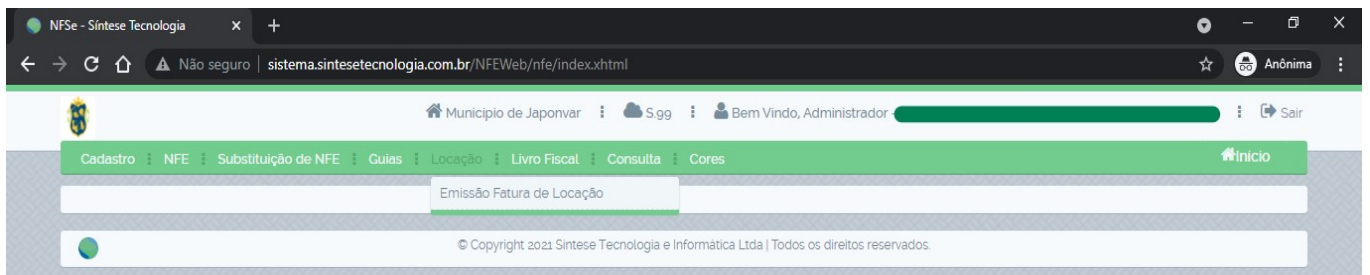 NFSe - Síntese Tecnologia
Não seguro | sistema.sintesetecnologia.com.br/NFEWeb/nfe/index.xhtml Anônima
Municipio de Japonvar S.99 Bem Vindo, Administrador - Sair
Cadastro NFE Substituição de NFE Guias Locação Livro Fiscal Consulta Cores Início
Emissão Fatura de Locação
© Copyright 2021 Síntese Tecnologia e Informática Ltda | Todos os direitos reservados.